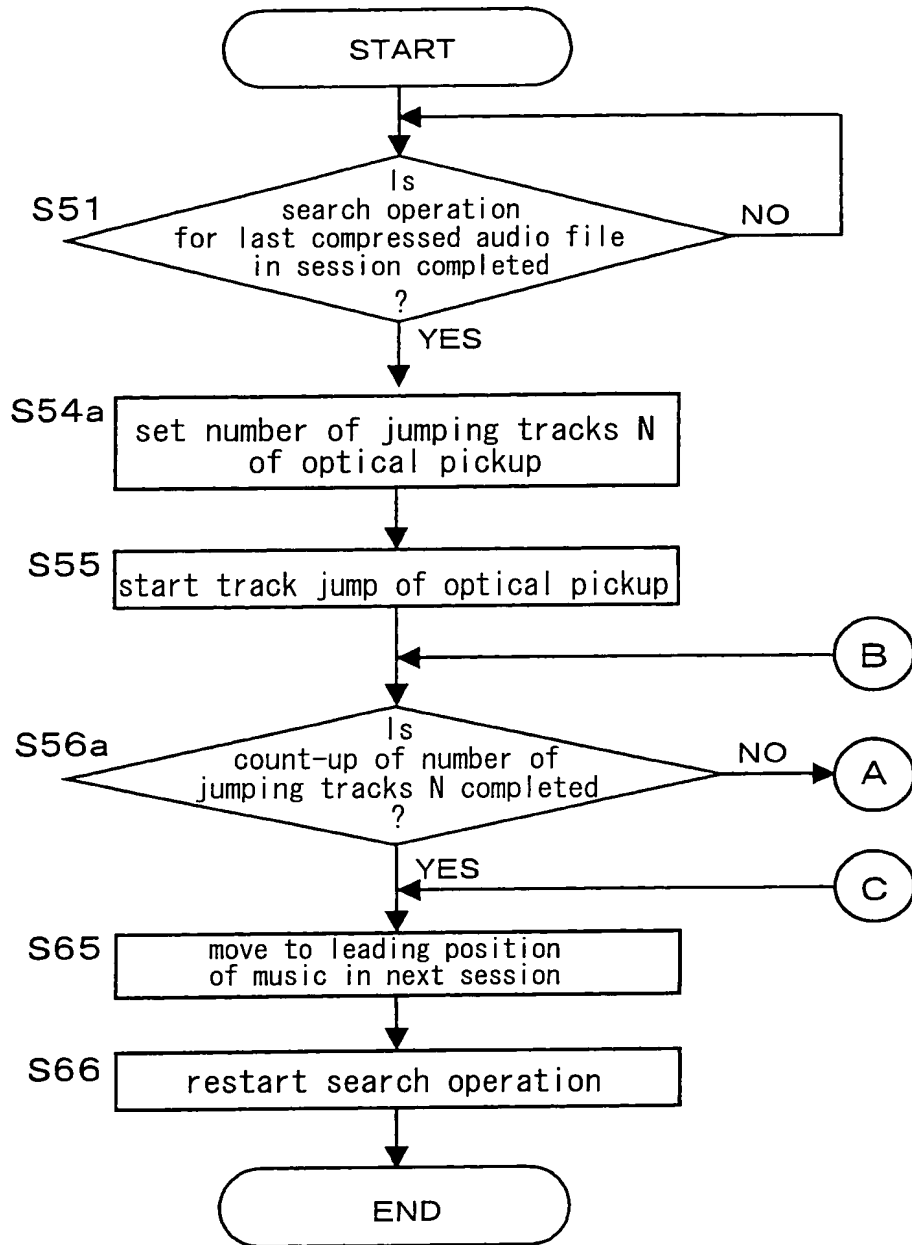 START
S51
Is
search operation
for last compressed audio file
in session completed
?
NO
YES
S54a
set number of jumping tracks N
of optical pickup
S55
start track jump of optical pickup
B
S56a
Is
count-up of number of
jumping tracks N completed
?
NO
A
YES
C
S65
move to leading position
of music in next session
S66
restart search operation
END